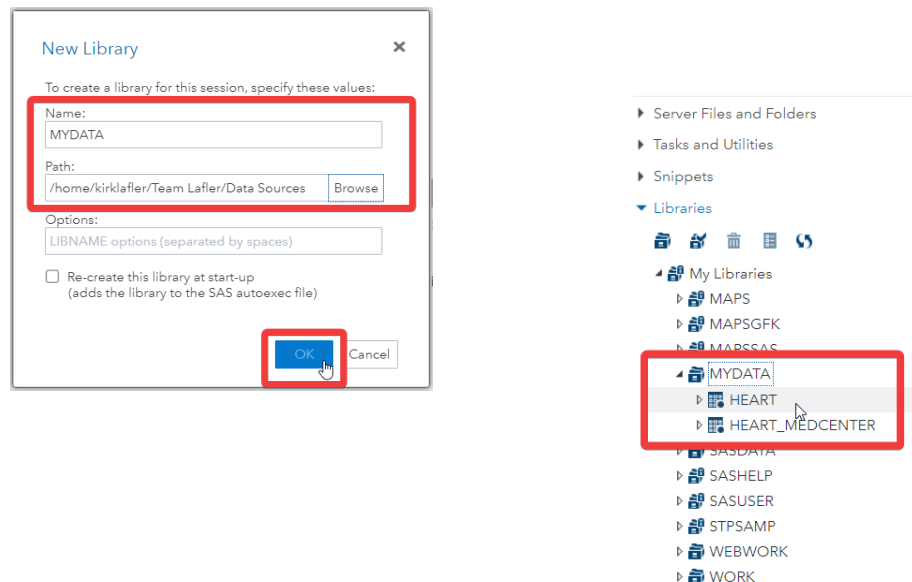 New Library
To create a library for this session, specify these values:
Name:
MYDATA
Path:
/home/kirklafler/Team Lafler/Data Sources
Browse
Options:
LIBNAME options (separated by spaces)
Re-create this library at start-up
(adds the library to the SAS autoexec file)
OK
Cancel
Server Files and Folders
Tasks and Utilities
Snippets
Libraries
My Libraries
MAPS
MAPSGFK
MAPSSAS
MYDATA
HEART
HEART_MEDCENTER
SASDATA
SASHELP
SASUSER
STPSAMP
WEBWORK
WORK